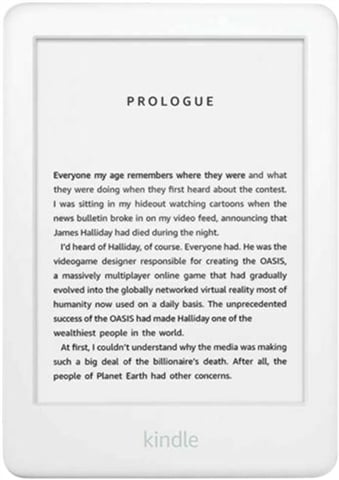 PROLOGUE
Everyone my age remembers where they were and what
they were doing when they first heard about the contest.
I was sitting in my hideout watching cartoons when the
news bulletin broke in on my video feed, announcing that
James Halliday had died during the night.
I'd heard of Halliday, of course. Everyone had. He was the
videogame designer responsible for creating the OASIS,
a massively multiplayer online game that had gradually
evolved into the globally networked virtual reality most of
humanity now used on a daily basis. The unprecedented
success of the OASIS had made Halliday one of the
wealthiest people in the world.
At first, I couldn't understand why the media was making
such a big deal of the billionaire's death. After all, the
people of Planet Earth had other concerns.
kindle